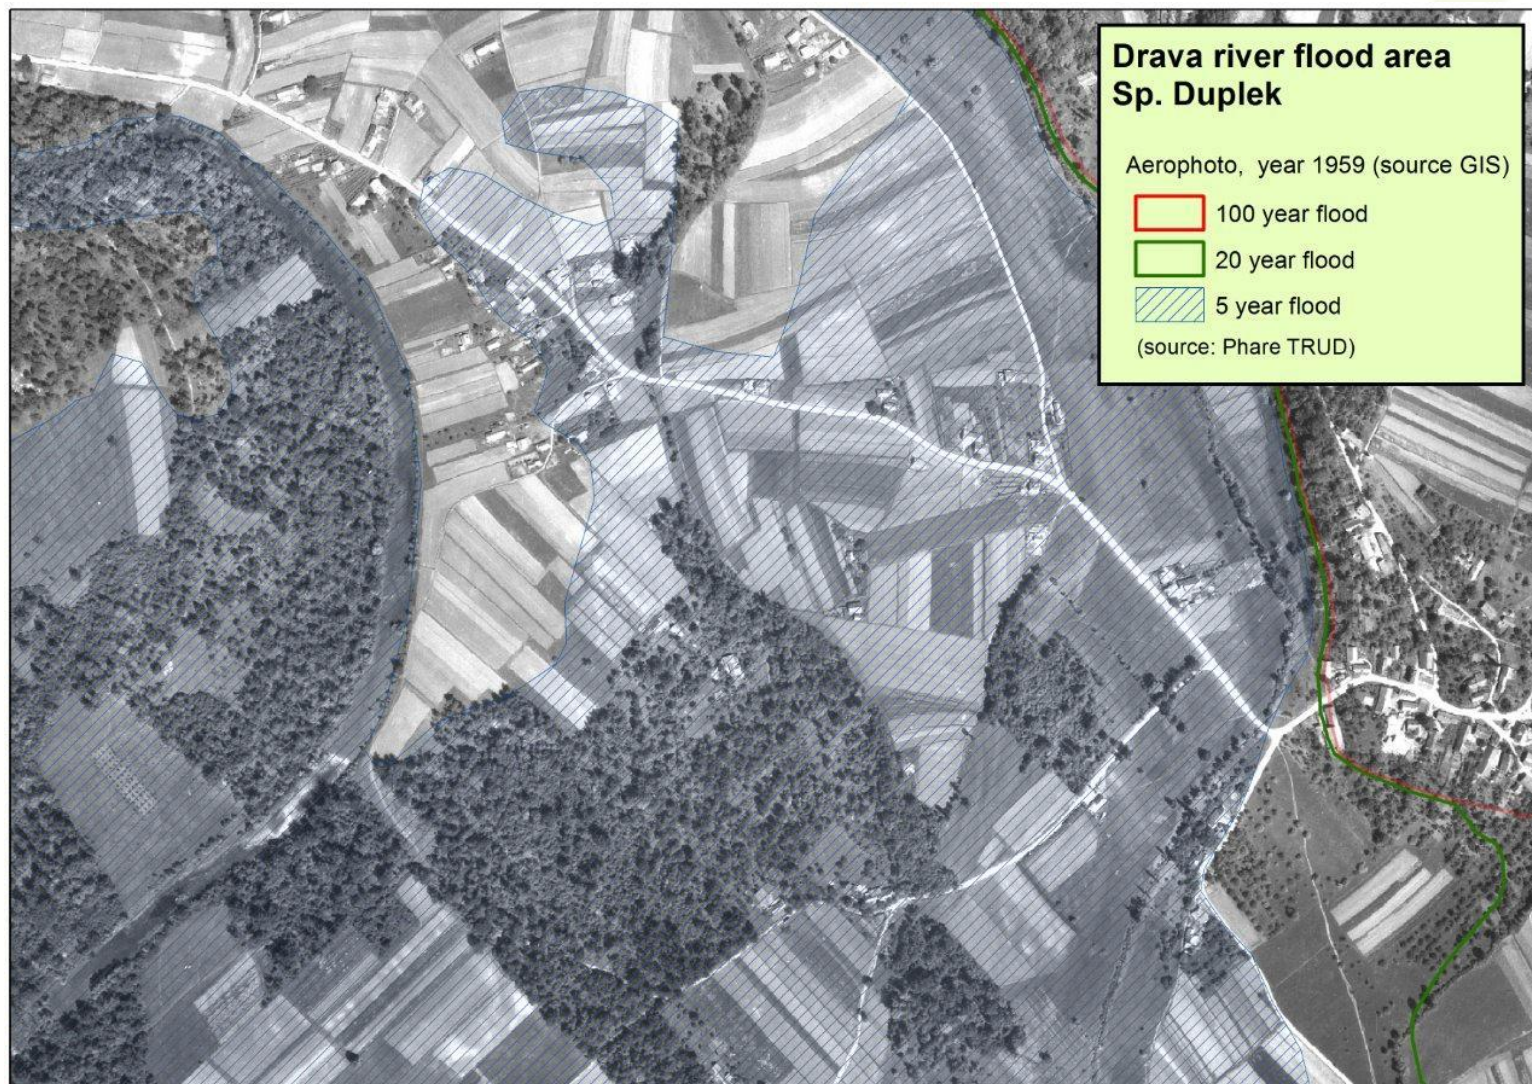 Drava river flood area
Sp. Duplek
Aerophoto, year 1959 (source GIS)
100 year flood
20 year flood
5 year flood
(source: Phare TRUD)